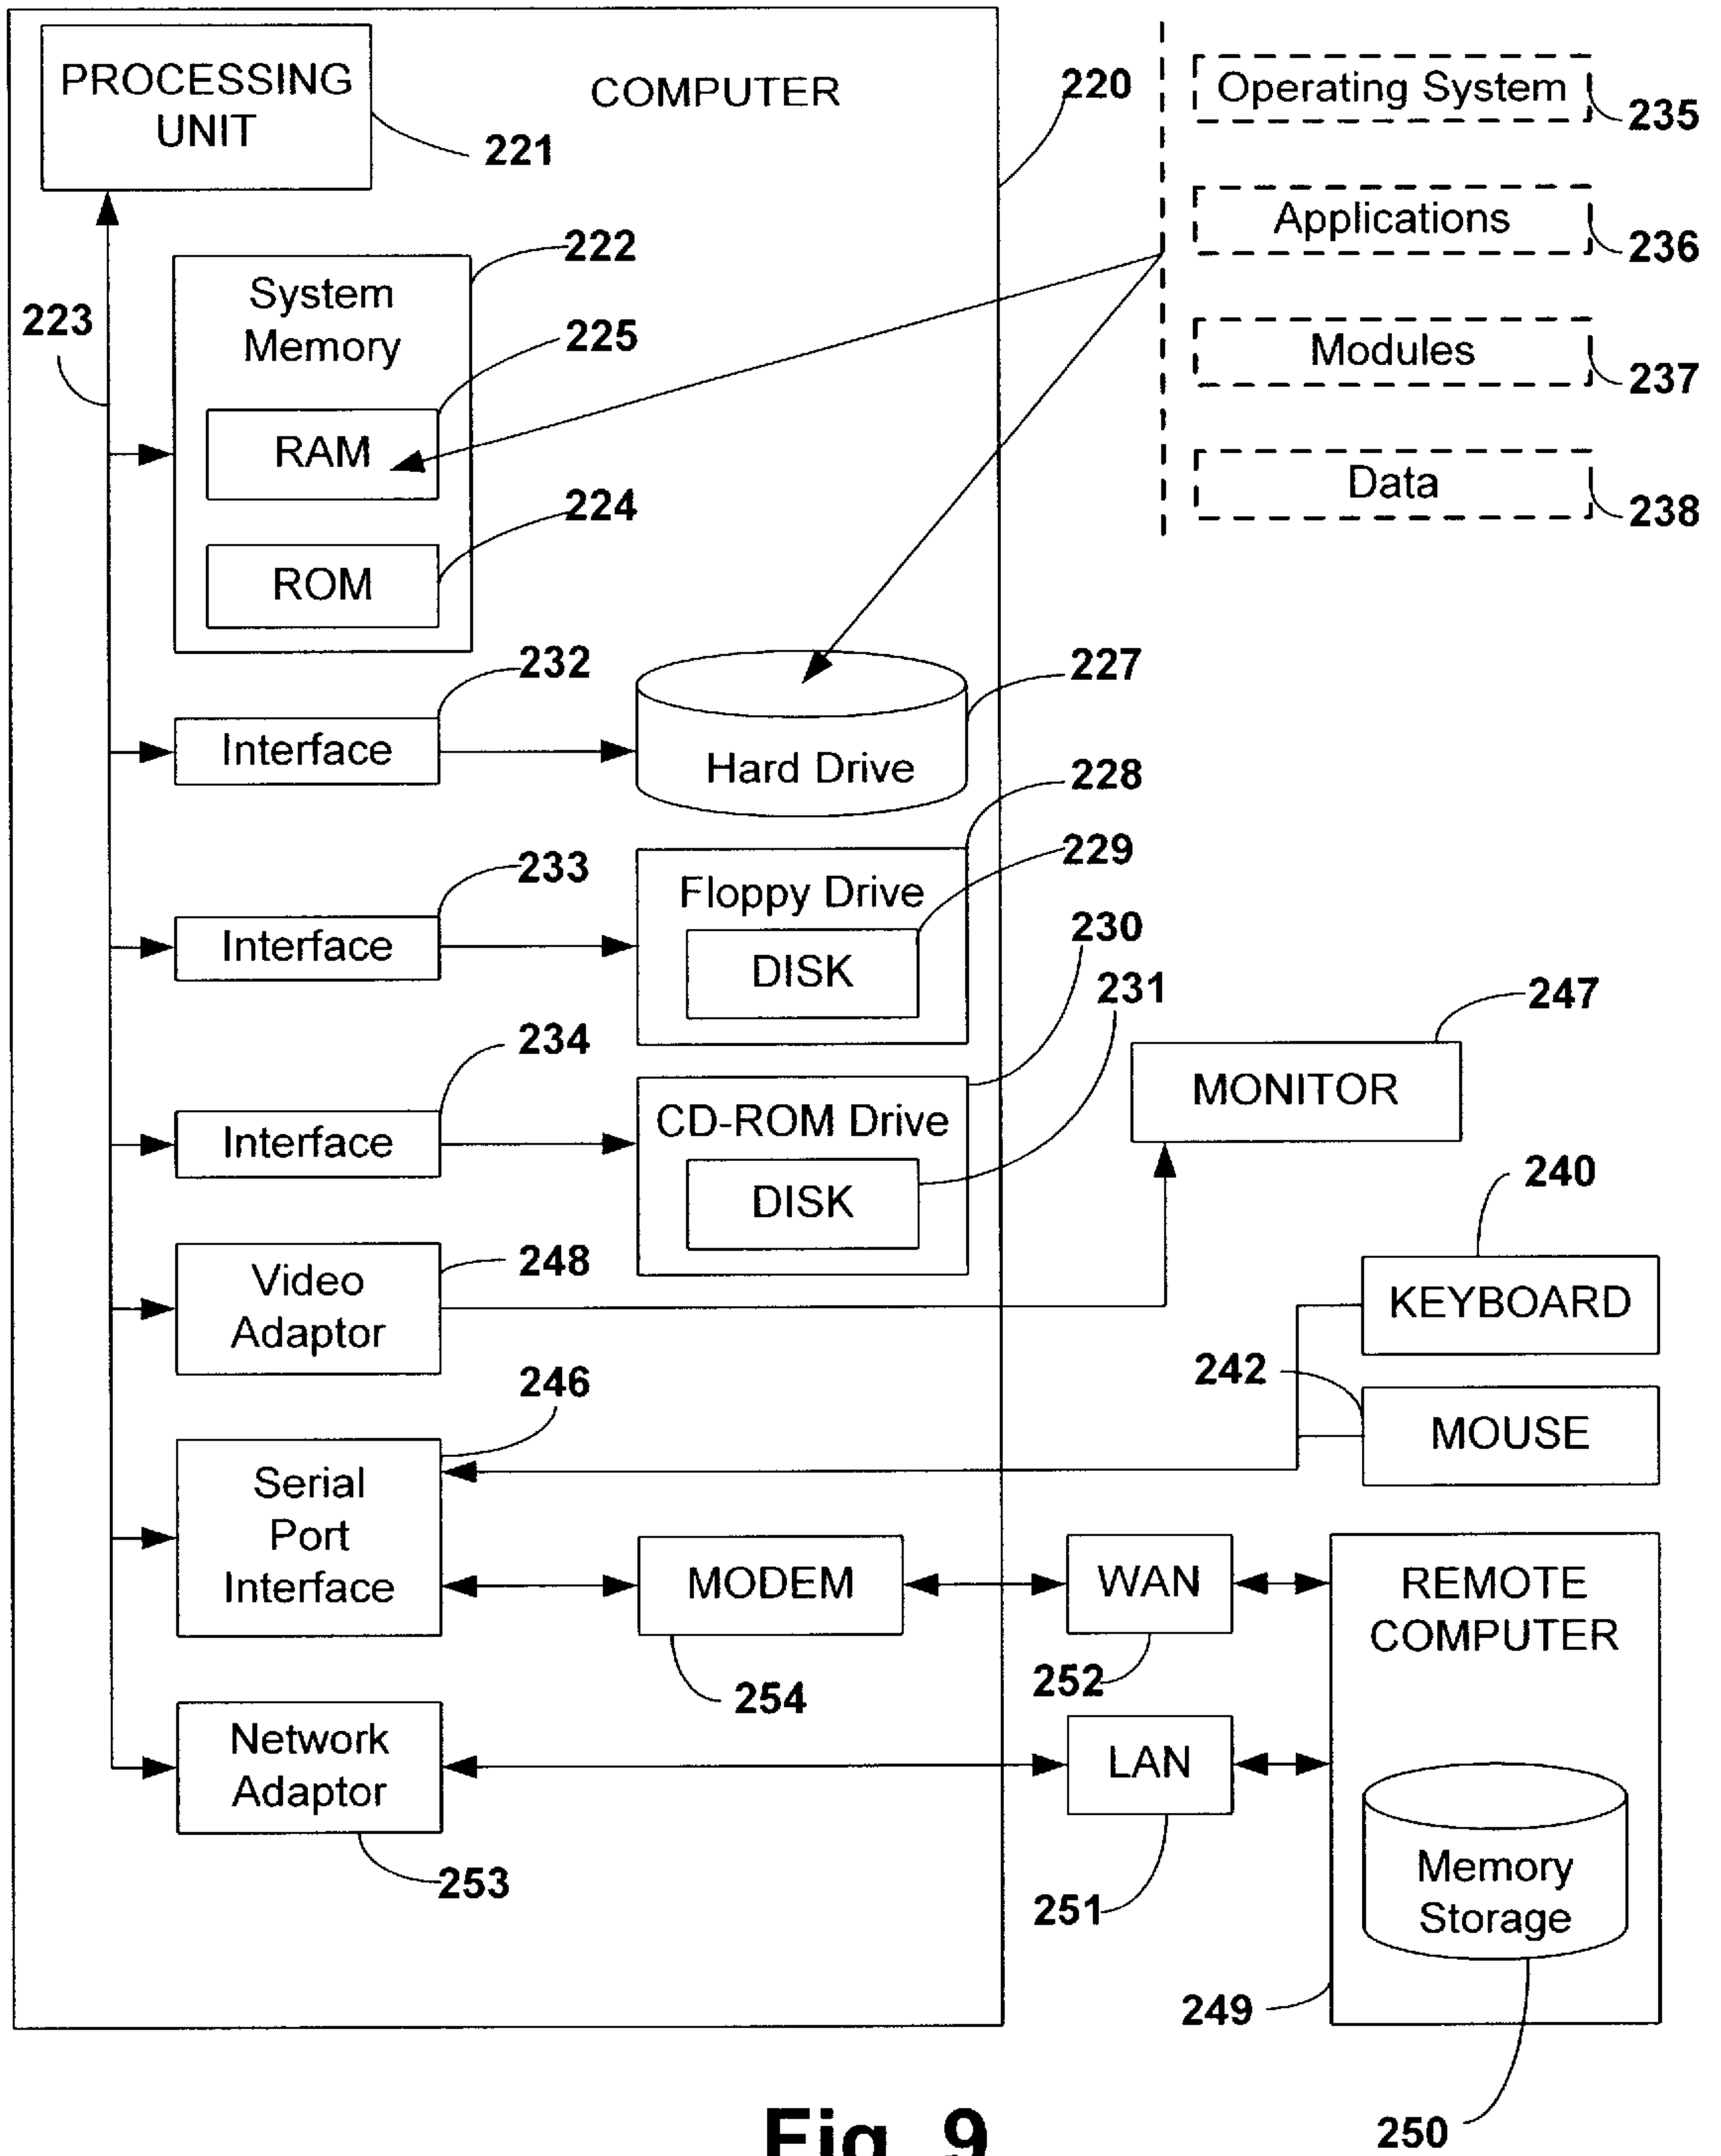 PROCESSING
UNIT
221
COMPUTER
220
Operating System
235
Applications
236
Modules
237
Data
238
222
System
Memory
223
225
RAM
224
ROM
232
Interface
227
Hard Drive
228
233
Interface
Floppy Drive
229
DISK
230
231
234
Interface
CD-ROM Drive
DISK
247
MONITOR
240
KEYBOARD
248
Video
Adaptor
242
MOUSE
246
Serial
Port
Interface
MODEM
254
WAN
252
REMOTE
COMPUTER
Network
Adaptor
253
LAN
251
Memory
Storage
249
250
Fig. 9